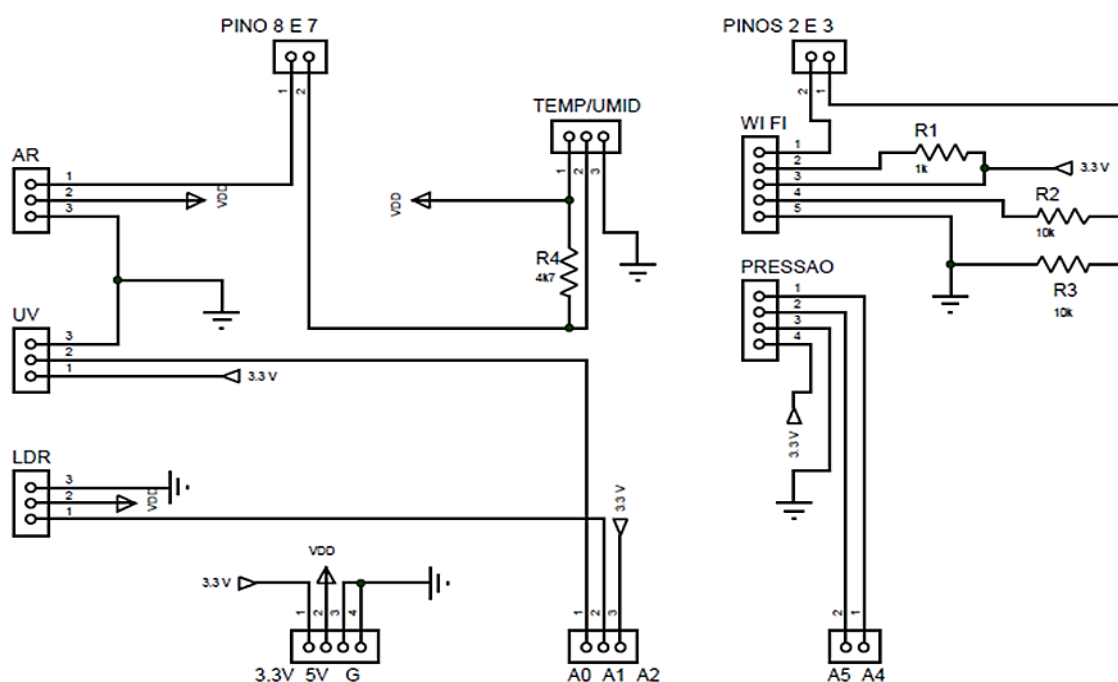 PINO 8 E 7
PINOS 2 E 3
1 2
2 1
TEMP/UMID
1 2 3
AR
1
2
3
VDD
VDD
WI FI
1
2
3
4
5
R1
1k
3.3 V
R2
10k
R3
10k
R4
4k7
PRESSAO
1
2
3
4
UV
3
2
1
3.3 V
3.3 V
LDR
3
2
1
VDD
3.3 V
VDD
3.3 V
1 2 3 4
1 2 3
2 1
3.3V 5V G
A0 A1 A2
A5 A4